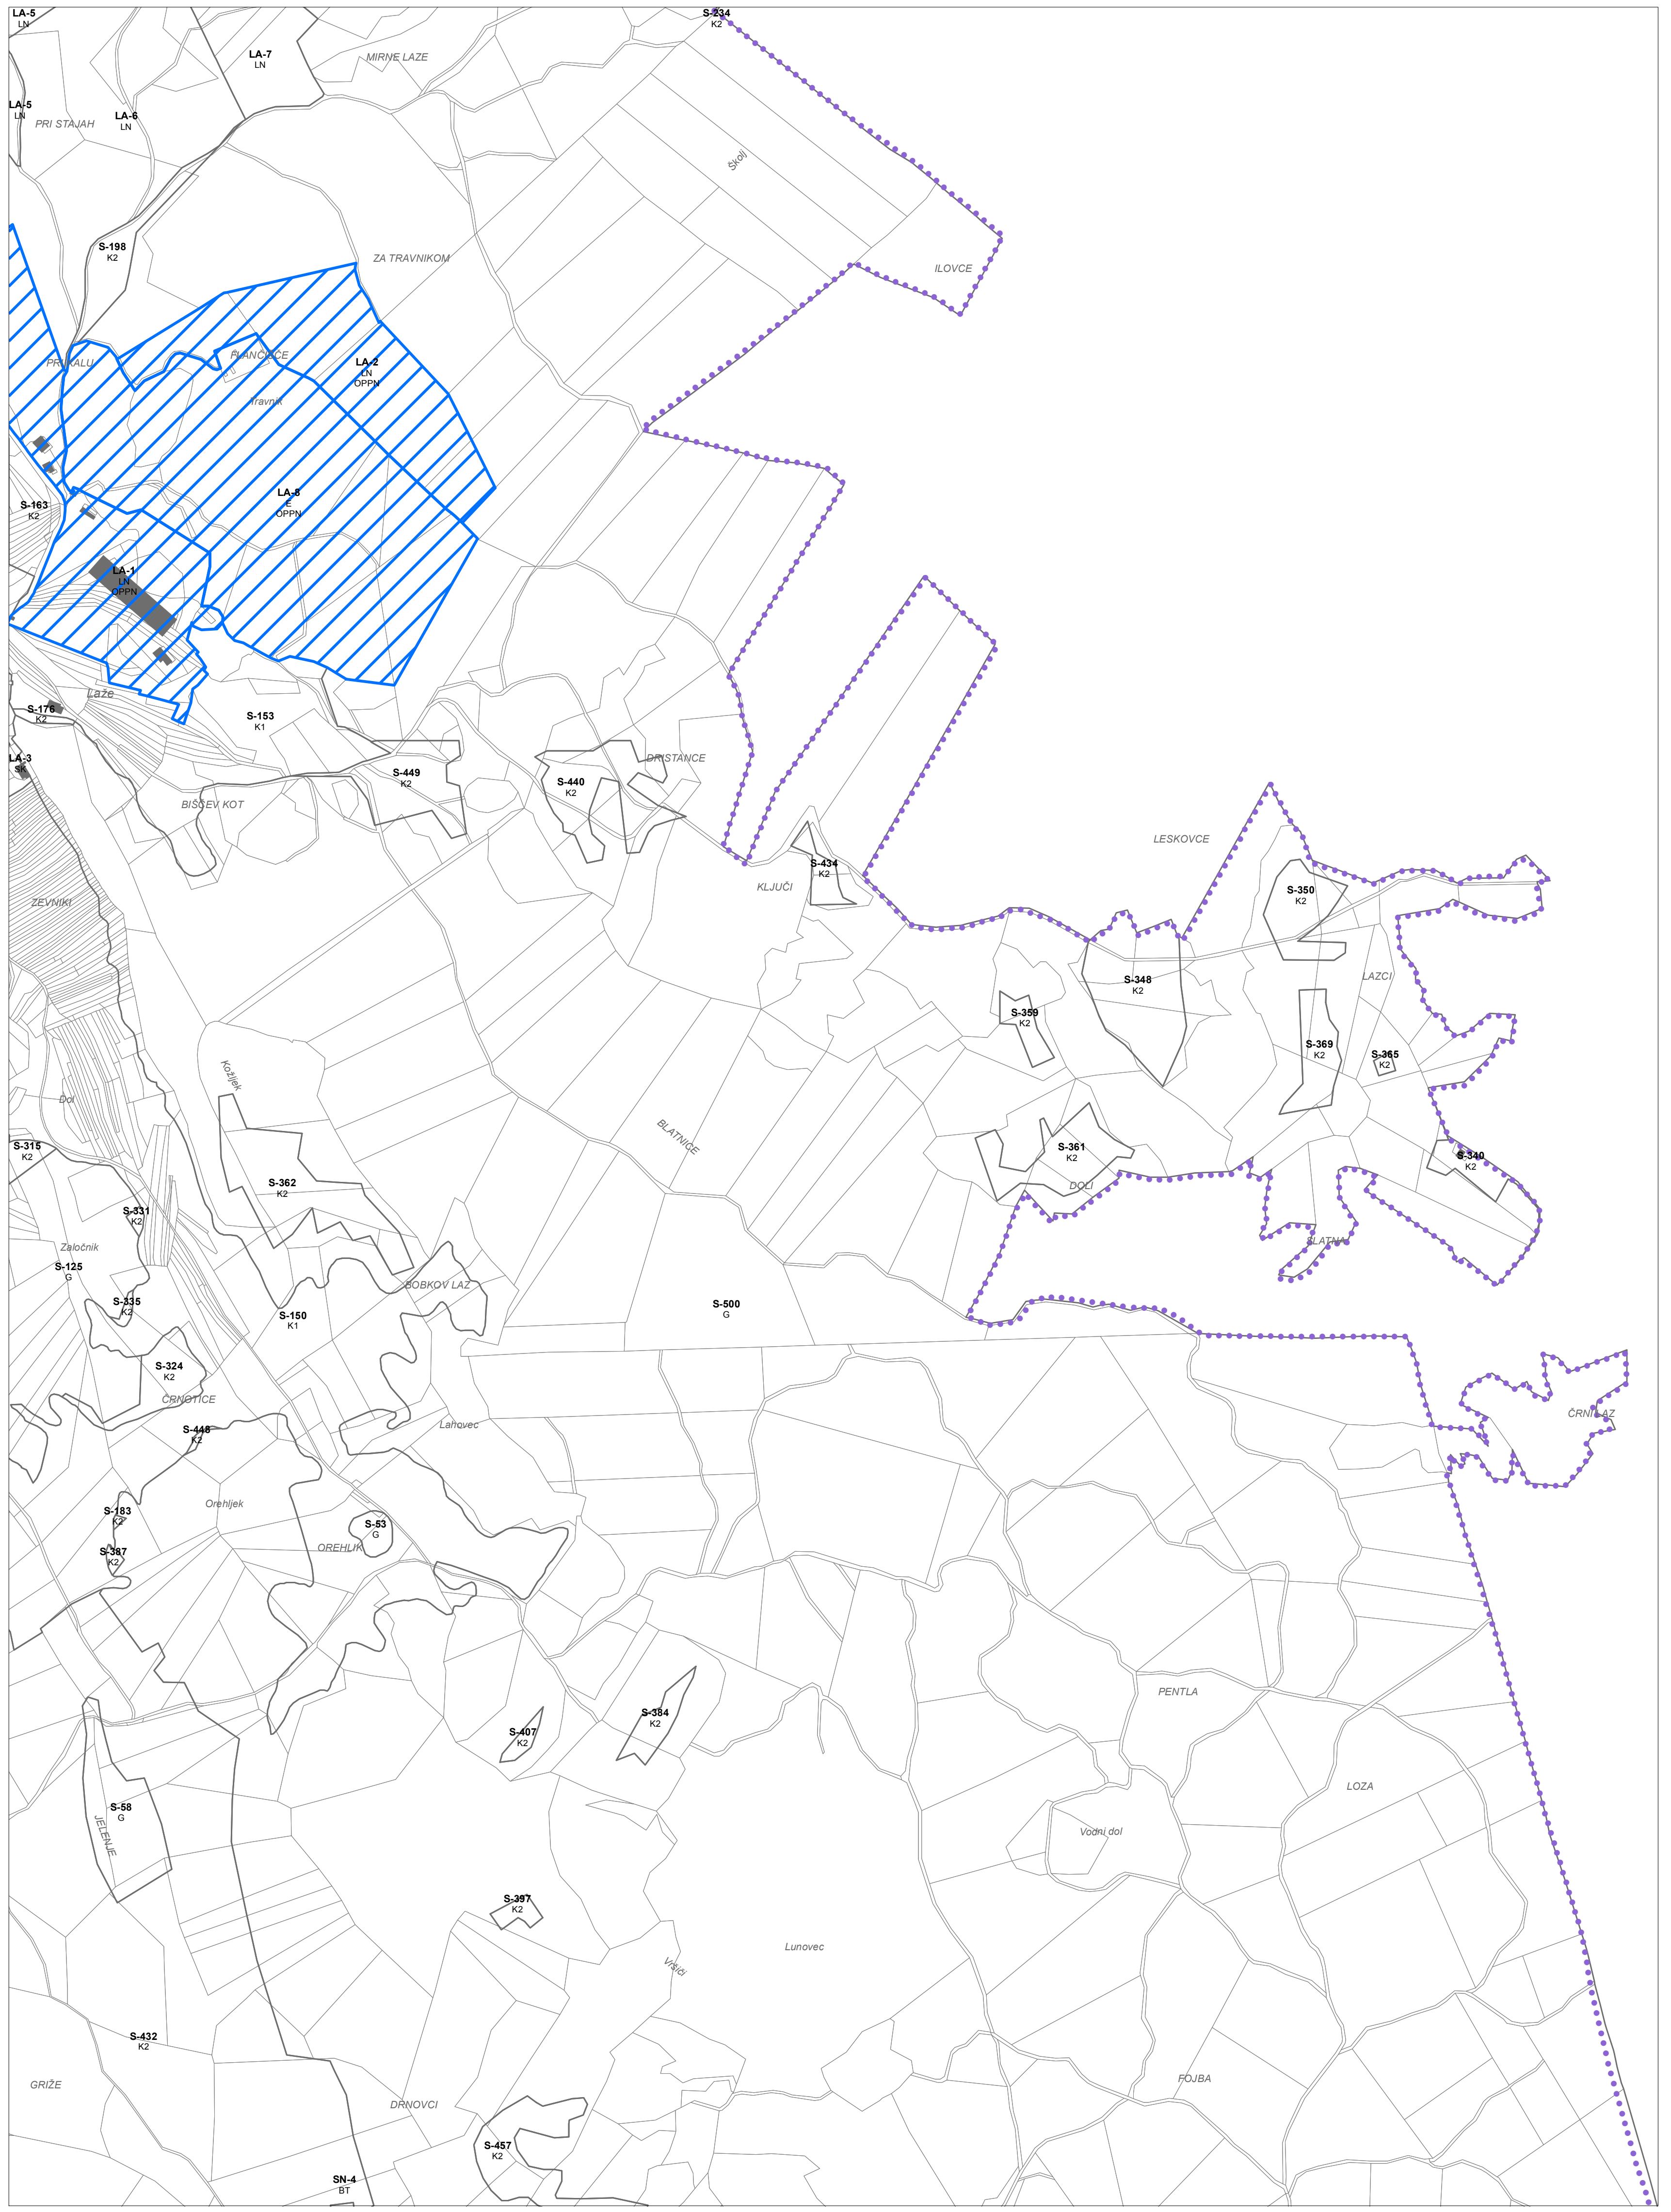 LA-5
LN
S-234
K2
LA-7
LN
MIRNE LAZE
LA-5
LN
LA-6
LN
PRI STAJAH
Školj
S-198
K2
ZA TRAVNIKOM
ILOVCE
PRI KALU
PLANČIČCE
LA-2
LN
OPPN
Travnik
LA-8
E
OPPN
S-163
K2
LA-1
LN
OPPN
Laže
S-176
K2
S-153
K1
LA-3
SK
S-449
K2
S-440
K2
DRISTANCE
BIŠČEV KOT
LESKOVCE
S-434
K2
KLJUČI
S-350
K2
ZEVNIKI
LAZCI
S-348
K2
S-359
K2
S-369
K2
S-365
K2
Kožljek
Dol
BLATNICE
S-315
K2
S-361
K2
S-340
K2
S-362
K2
DOLI
S-331
K2
Zaločnik
SLATNA
S-125
G
BOBKOV LAZ
S-335
K2
S-150
K1
S-500
G
S-324
K2
ČRNOTICE
ČRNI LAZ
Lahovec
S-448
K2
Orehljek
S-183
K2
S-53
G
OREHLIK
S-387
K2
PENTLA
S-384
K2
S-407
K2
LOZA
S-58
G
JELENJE
Vodni dol
S-397
K2
Lunovec
Vršiči
S-432
K2
GRIŽE
FOJBA
DRNOVCI
S-457
K2
SN-4
BT